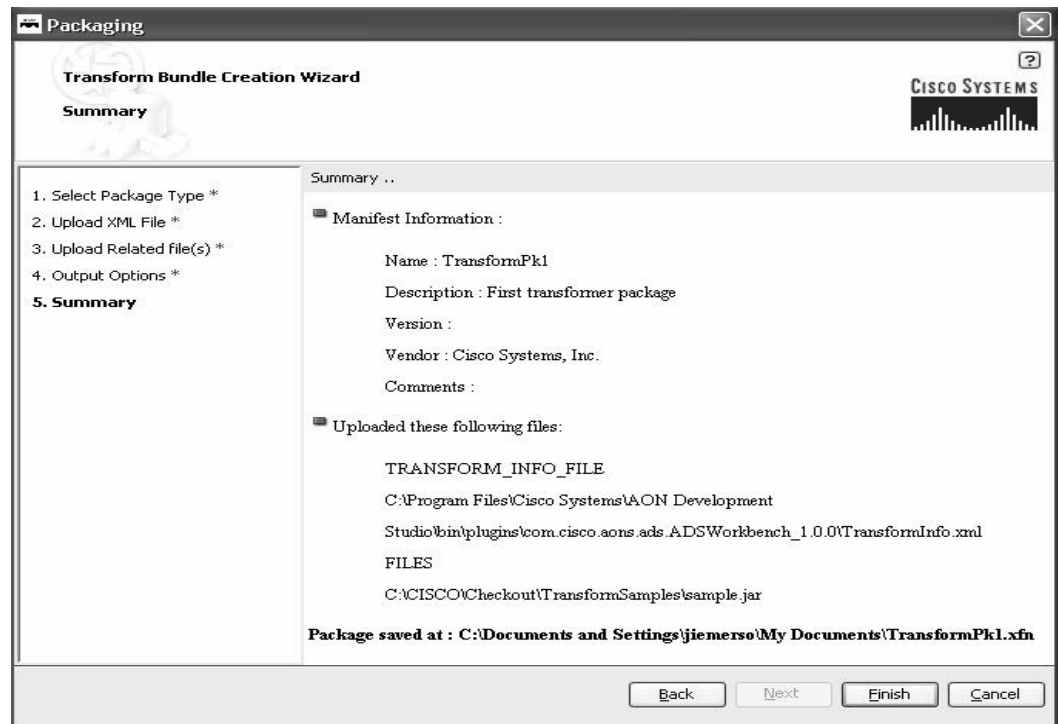 Packaging
Transform Bundle Creation Wizard
Summary
?
CISCO SYSTEMS
1. Select Package Type *
2. Upload XML File *
3. Upload Related file(s) *
4. Output Options *
5. Summary
Summary ..
Manifest Information :
Name : TransformPk1
Description : First transformer package
Version :
Vendor : Cisco Systems, Inc.
Comments :
Uploaded these following files:
TRANSFORM_INFO_FILE
C:\Program Files\Cisco Systems\AON Development
Studio\bin\plugins\com.cisco.aons.ads.ADSWorkbench_1.0.0\TransformInfo.xml
FILES
C:\CISCO\Checkout\TransformSamples\sample.jar
Package saved at : C:\Documents and Settings\jiemerso\My Documents\TransformPk1.xfn
Back Next Finish Cancel